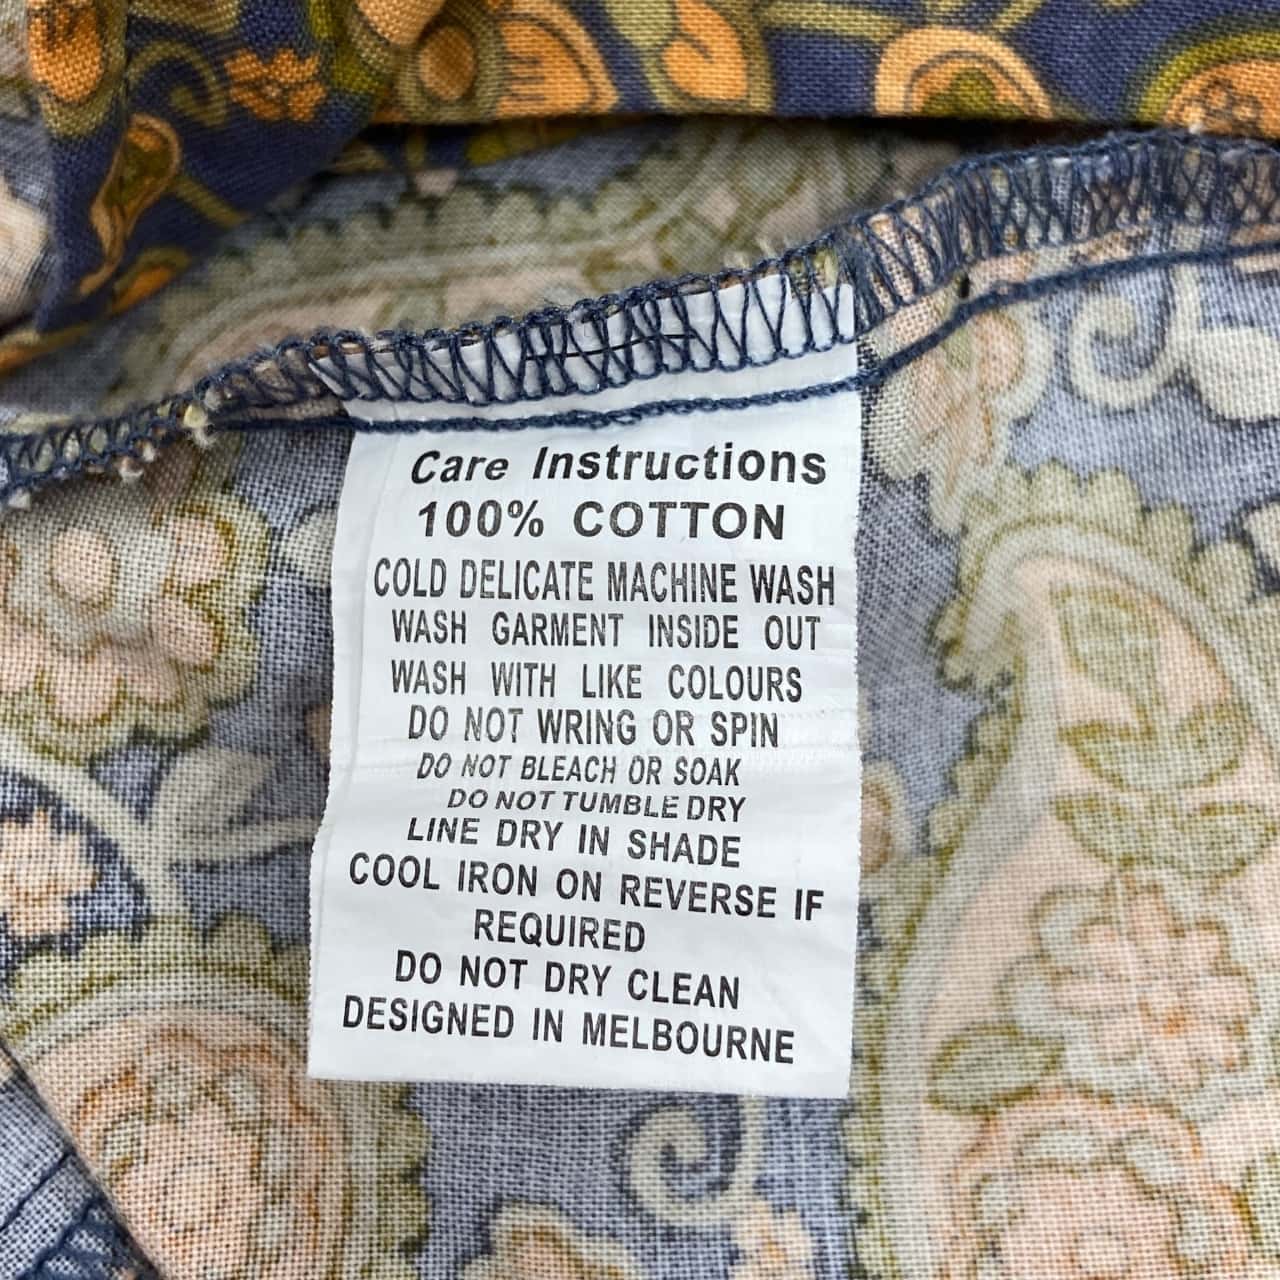 Care Instructions
100% COTTON
COLD DELICATE MACHINE WASH
WASH GARMENT INSIDE OUT
WASH WITH LIKE COLOURS
DO NOT WRING OR SPIN
DO NOT BLEACH OR SOAK
DO NOT TUMBLE DRY
LINE DRY IN SHADE
COOL IRON ON REVERSE IF
REQUIRED
DO NOT DRY CLEAN
DESIGNED IN MELBOURNE